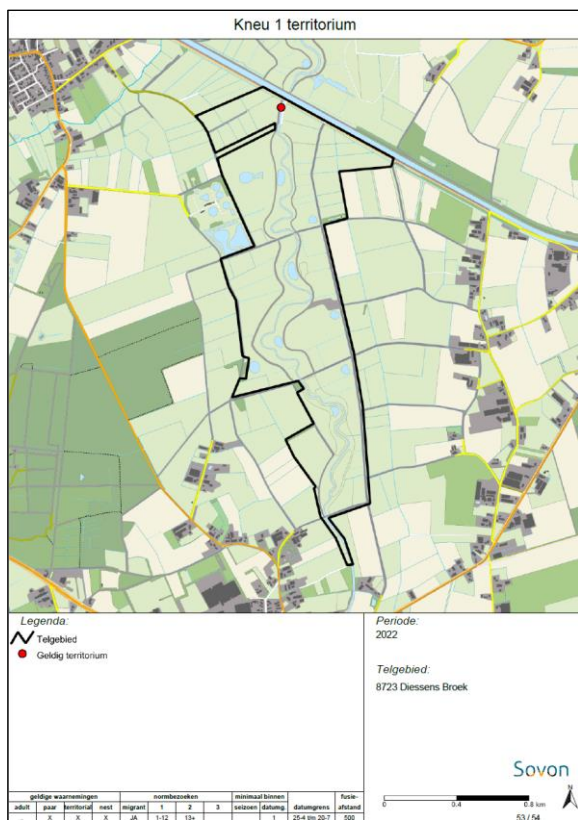 Kneu 1 territorium
Legenda:
Telgebied
Geldig territorium
Periode:
2022
Telgebied:
8723 Diessens Broek
Sovon
0 0.4 0.8 km
N
53 / 54
geldige waarnemingen normbezoeken minimaal binnen fusie-
adult paar territoriaal nest migrant 1 2 3 seizoen datumg. datumgrens afstand
_ X X X JA 1-12 13+ 1 25-4 t/m 20-7 500